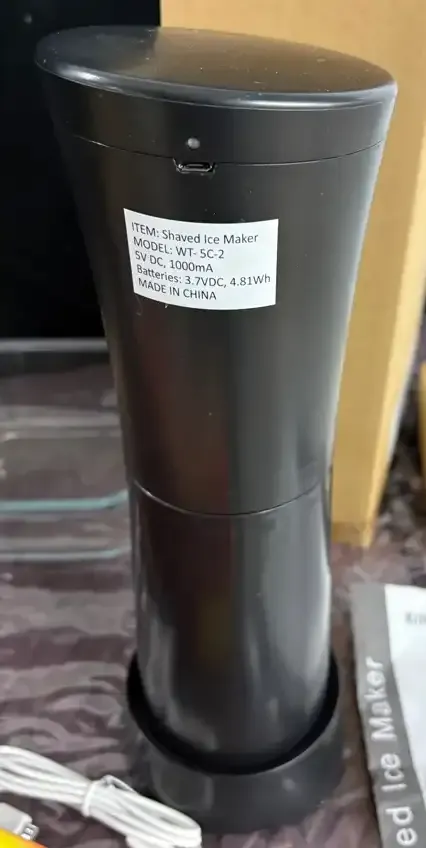 ITEM: Shaved Ice Maker
MODEL: WT- SC-2
5V DC, 1000mA
Batteries: 3.7VDC, 4.81Wh
MADE IN CHINA
ed Ice Maker